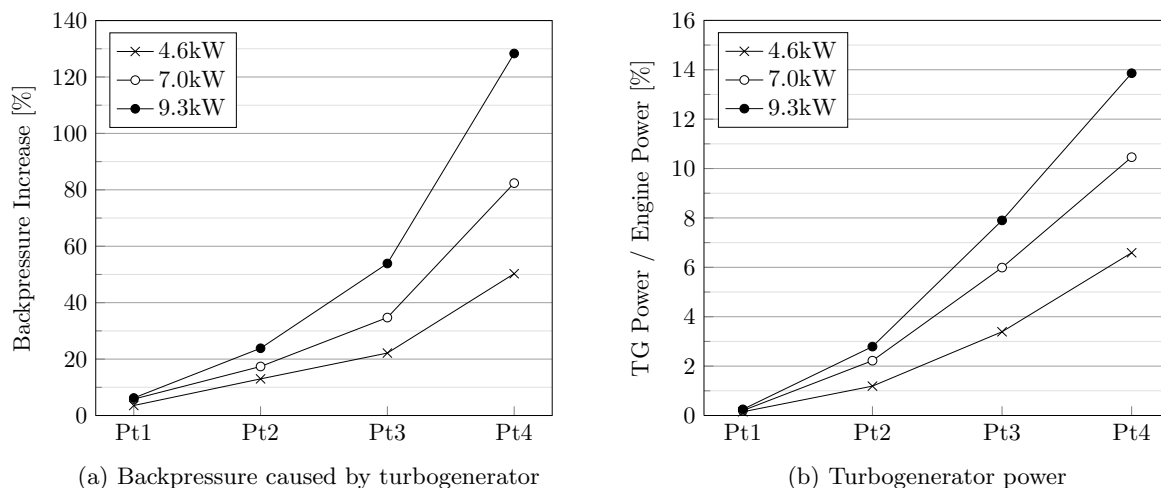 140
120
100
80
60
40
20
0
Backpressure Increase [%]
4.6kW
7.0kW
9.3kW
Pt1 Pt2 Pt3 Pt4
(a) Backpressure caused by turbogenerator
16
14
12
10
8
6
4
2
0
TG Power / Engine Power [%]
4.6kW
7.0kW
9.3kW
Pt1 Pt2 Pt3 Pt4
(b) Turbogenerator power